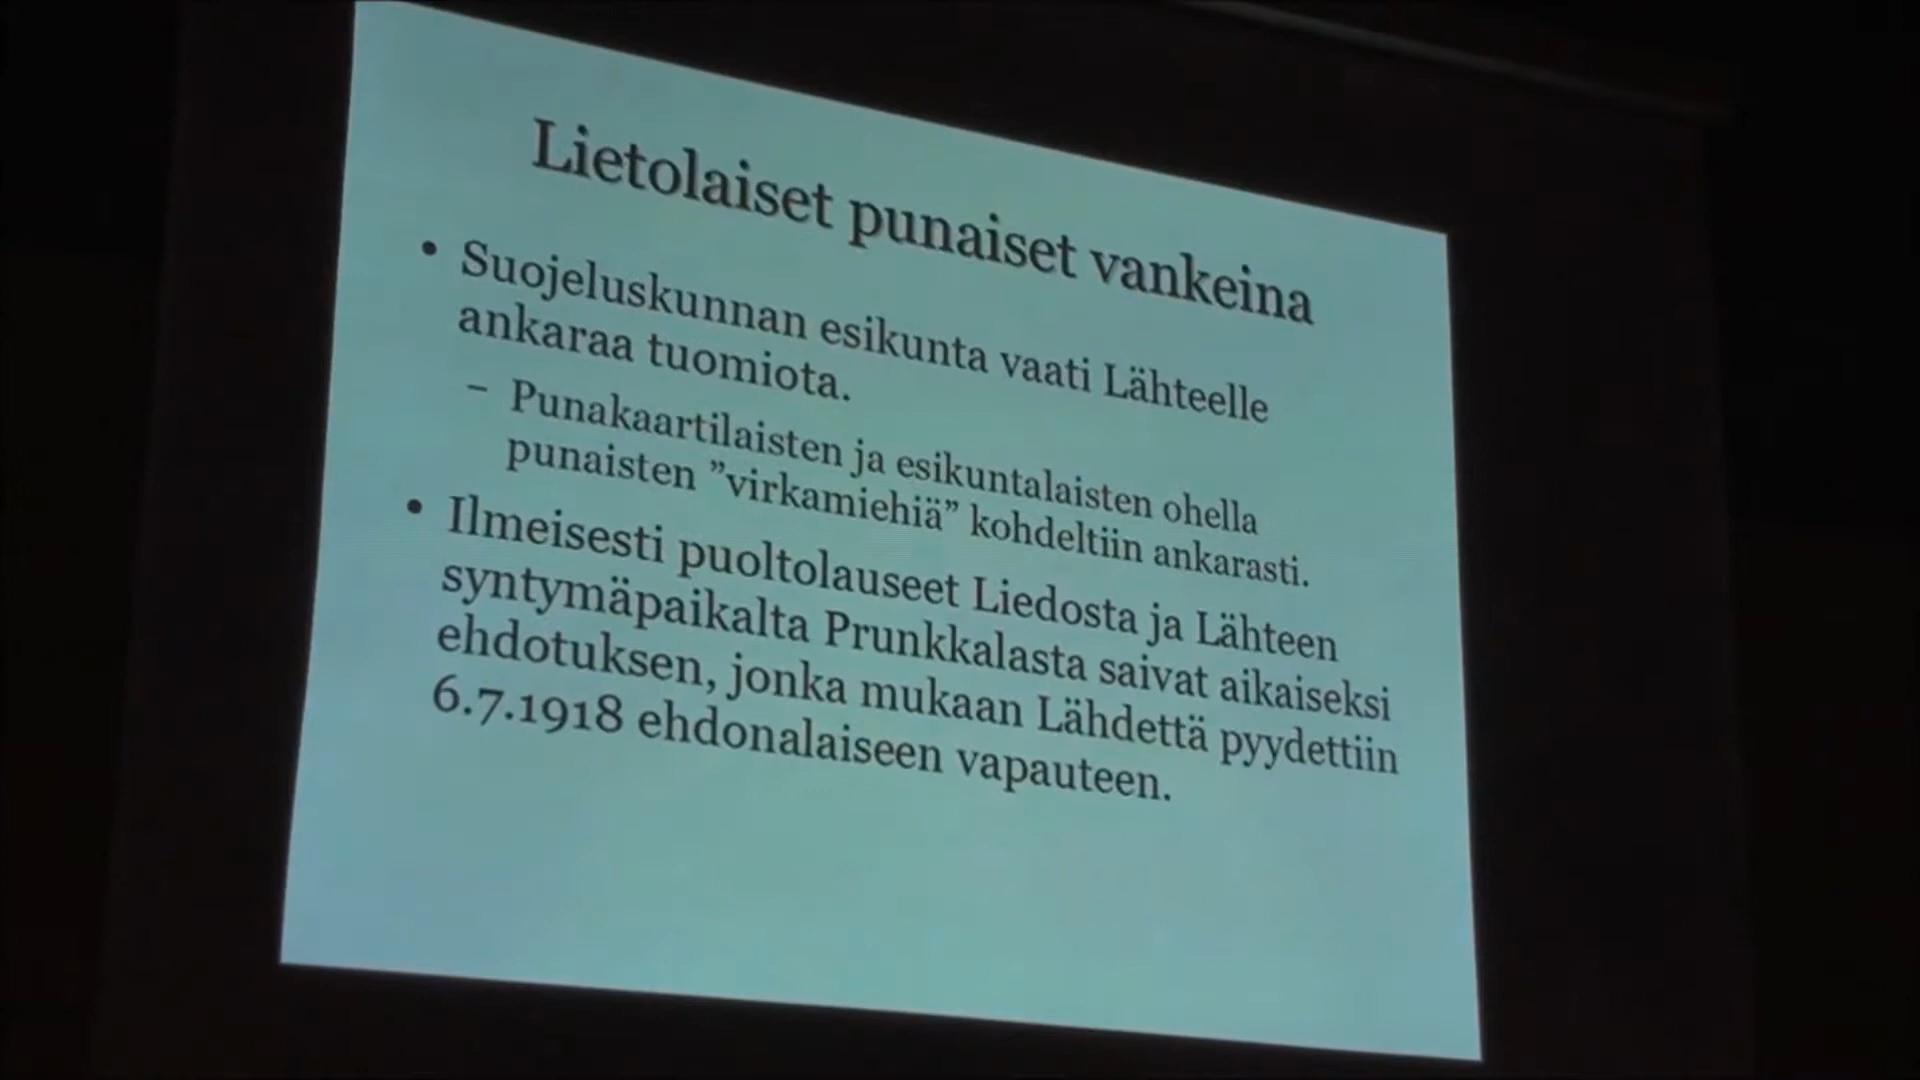 Lietolaiset punaiset vankeina
• Suojeluskunnan esikunta vaati Lähteelle
ankaraa tuomiota.
– Punakaartilaisten ja esikuntalaisten ohella
punaisten ”virkamiehiä” kohdeltiin ankarasti.
• Ilmeisesti puoltolauseet Liedosta ja Lähteen
syntymäpaikalta Prunkkalasta saivat aikaiseksi
ehdotuksen, jonka mukaan Lähdettä pyydettiin
6.7.1918 ehdonalaiseen vapauteen.